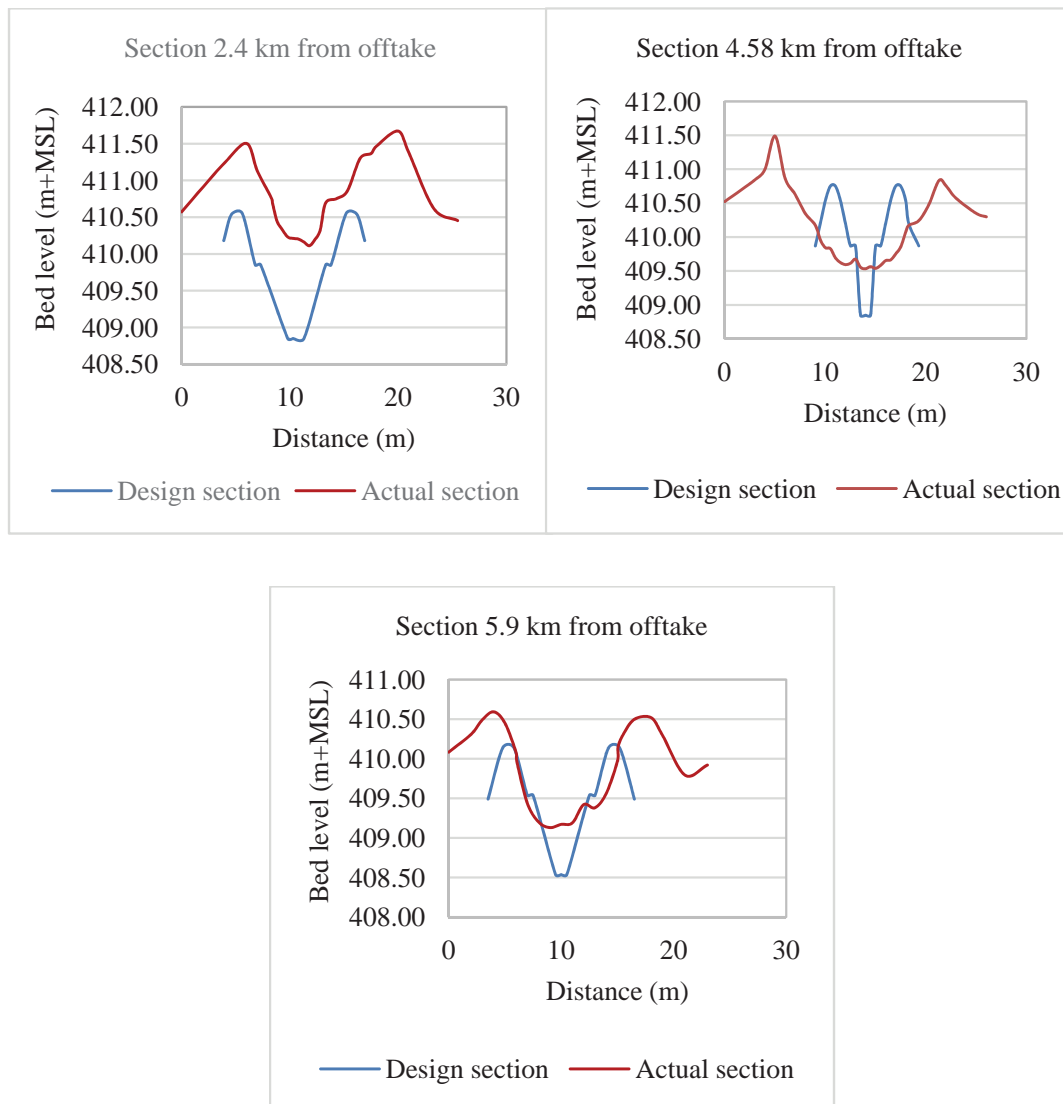 Section 2.4 km from offtake
Bed level (m+MSL)
412.00
411.50
411.00
410.50
410.00
409.50
409.00
408.50
0 10 20 30
Distance (m)
Design section Actual section
Section 4.58 km from offtake
Bed level (m+MSL)
412.00
411.50
411.00
410.50
410.00
409.50
409.00
408.50
0 10 20 30
Distance (m)
Design section Actual section
Section 5.9 km from offtake
Bed level (m+MSL)
411.00
410.50
410.00
409.50
409.00
408.50
408.00
0 10 20 30
Distance (m)
Design section Actual section